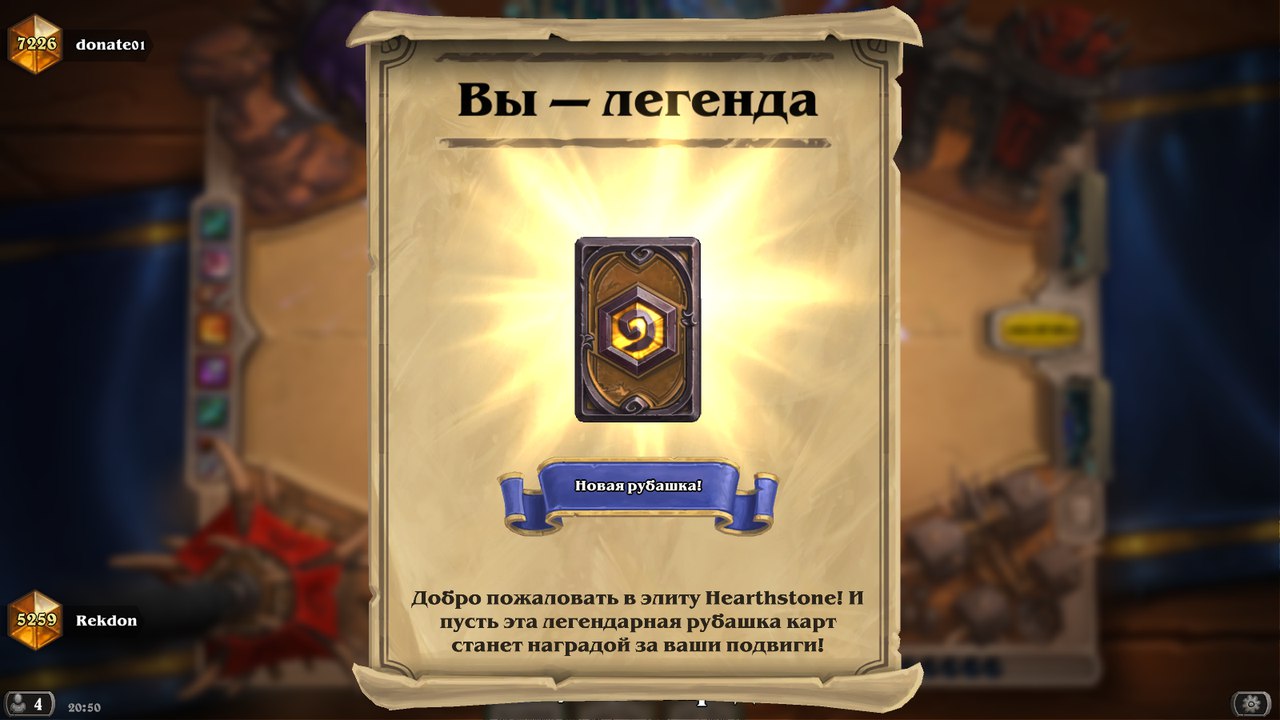 7226 donate01
Вы — легенда
Новая рубашка!
Добро пожаловать в элиту Hearthstone! И
пусть эта легендарная рубашка карт
станет наградой за ваши подвиги!
5259 Rekdon
4 20:50